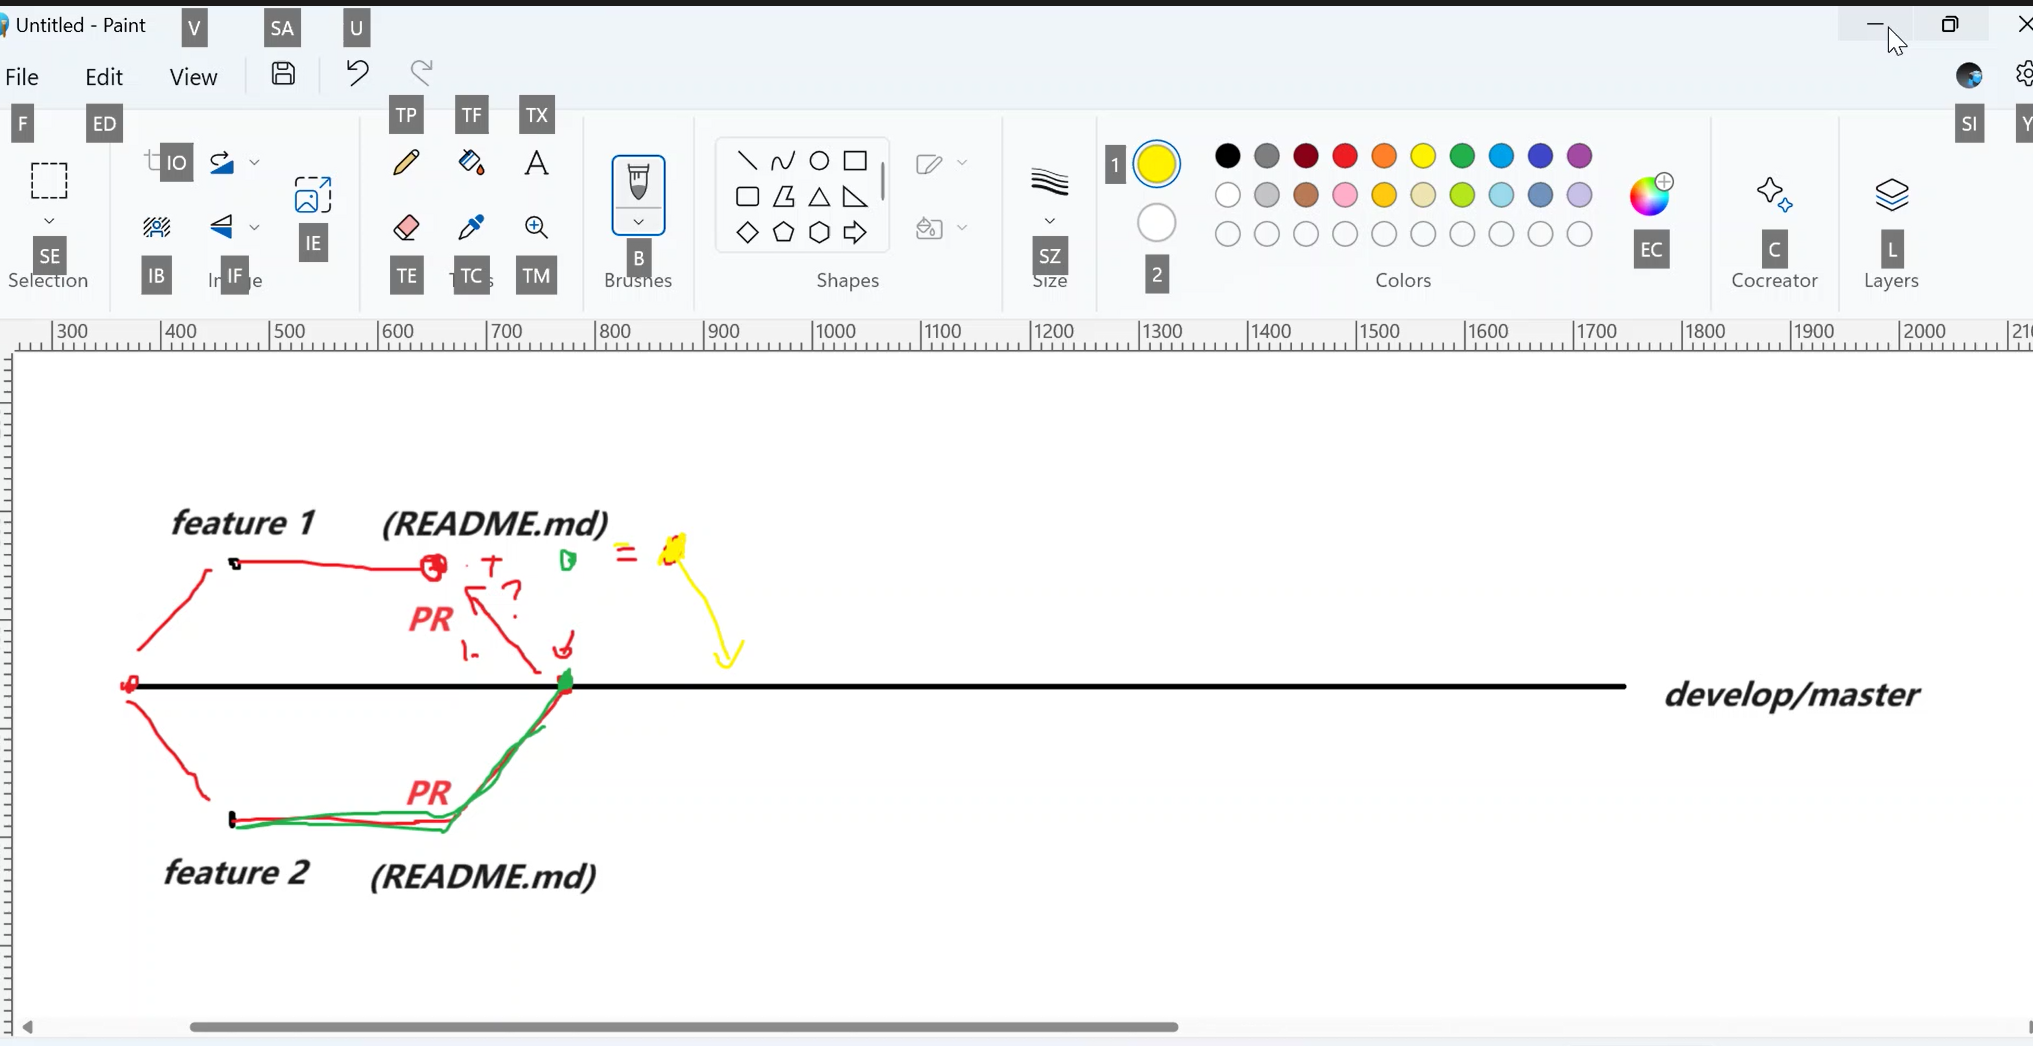 Untitled - Paint V SA U
File Edit View
F ED TP TF TX SI Y
IO 1
SE IE B SZ 2 EC C L
IB IF TE TC TM
Selection Brushes Shapes Size Colors Cocreator Layers
300 400 500 600 700 800 900 1000 1100 1200 1300 1400 1500 1600 1700 1800 1900 2000
feature 1 (README.md)
+ =
?
PR
1-
develop/master
PR
feature 2 (README.md)